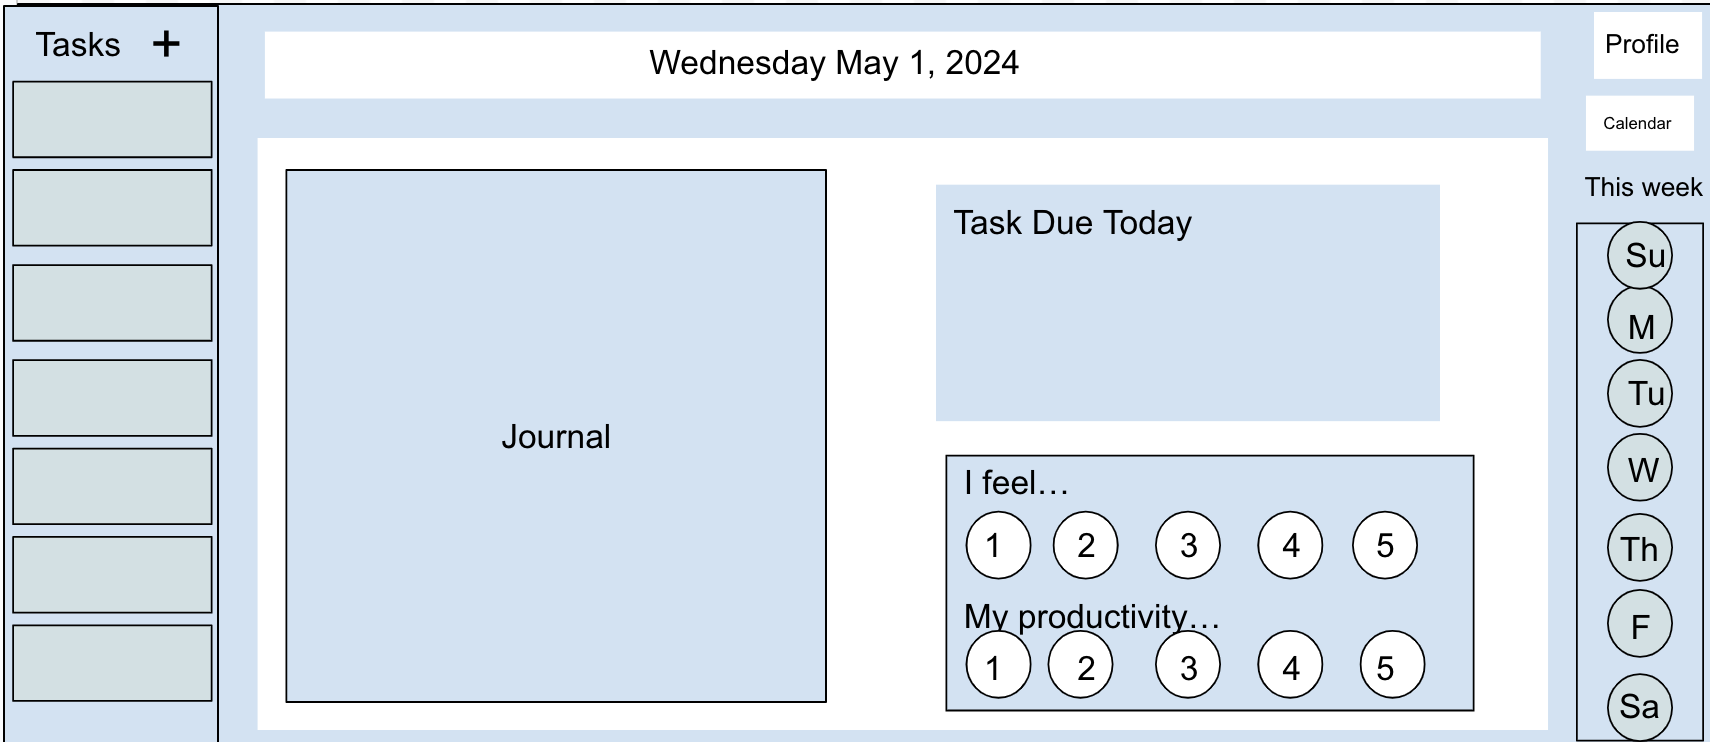 Tasks +
Wednesday May 1, 2024
Profile
Calendar
This week
Su
M
Tu
W
Th
F
Sa
Journal
Task Due Today
I feel…
1 2 3 4 5
My productivity…
1 2 3 4 5